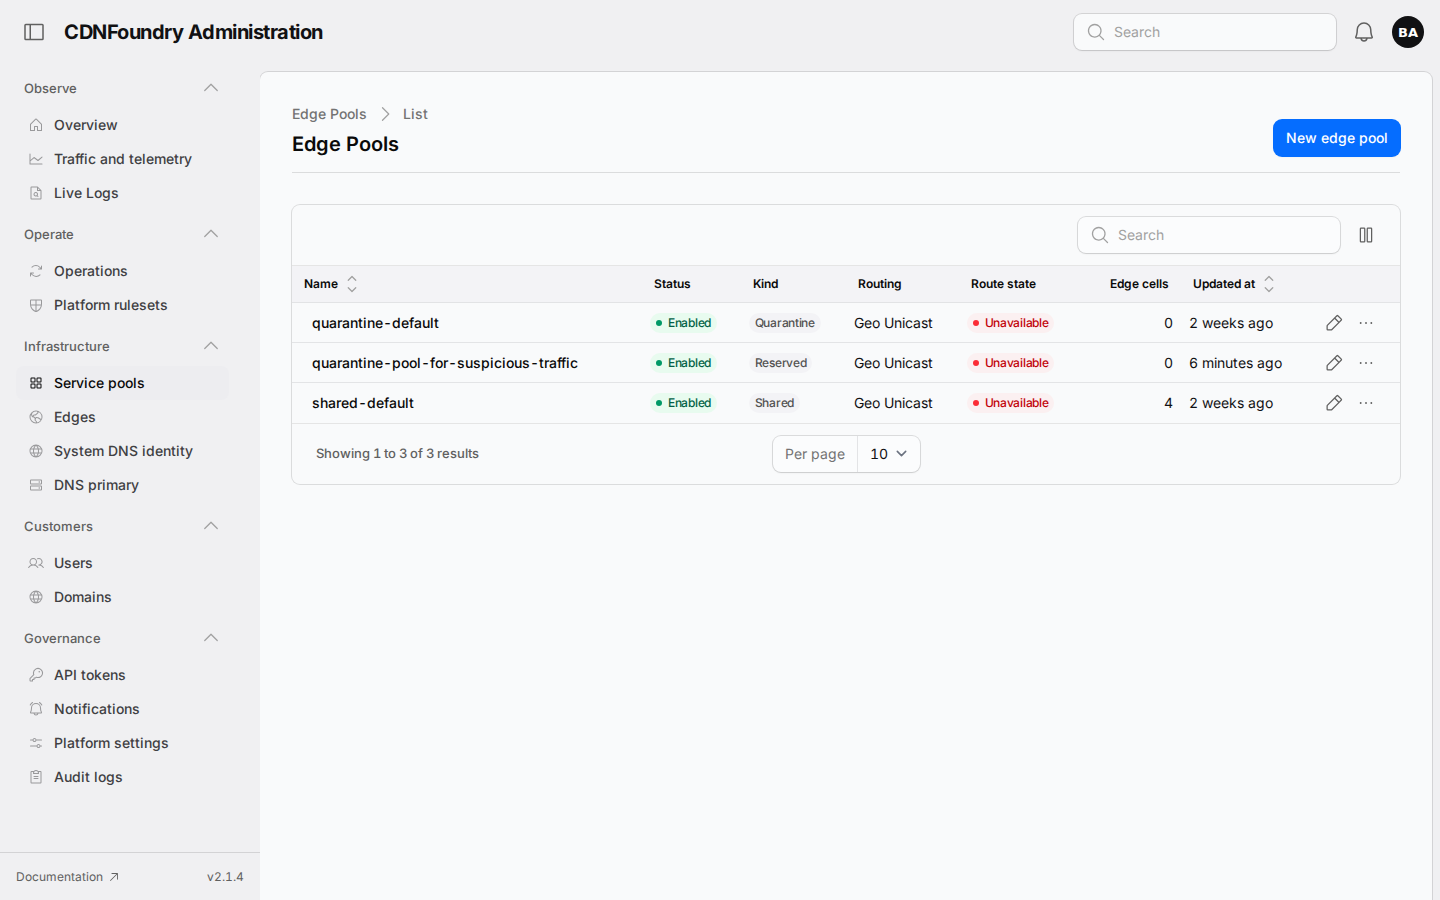 CDNFoundry Administration
Search
BA
Observe
Overview
Traffic and telemetry
Live Logs
Operate
Operations
Platform rulesets
Infrastructure
Service pools
Edges
System DNS identity
DNS primary
Customers
Users
Domains
Governance
API tokens
Notifications
Platform settings
Audit logs
Documentation
v2.1.4
Edge Pools List
Edge Pools
New edge pool
Search
Name Status Kind Routing Route state Edge cells Updated at
quarantine-default Enabled Quarantine Geo Unicast Unavailable 0 2 weeks ago
quarantine-pool-for-suspicious-traffic Enabled Reserved Geo Unicast Unavailable 0 6 minutes ago
shared-default Enabled Shared Geo Unicast Unavailable 4 2 weeks ago
Showing 1 to 3 of 3 results
Per page 10